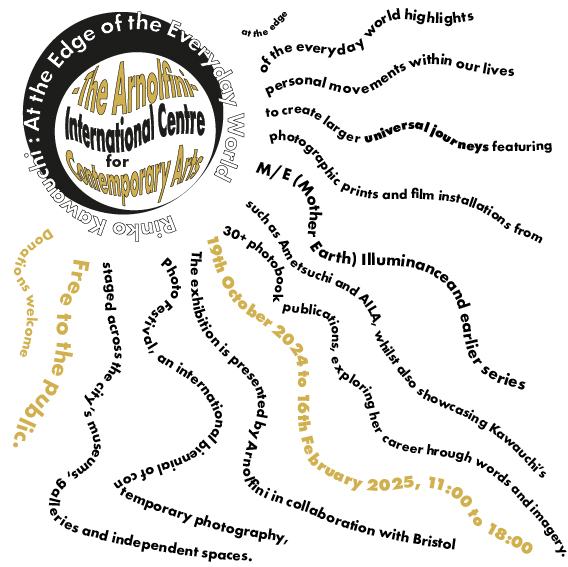 Rinko Kawauchi : At the Edge of the Everyday World
-The Arnolfini-
International Centre
for
Contemporary Arts
at the edge
of the everyday world highlights
personal movements within our lives
to create larger universal journeys featuring
photographic prints and film installations from
M/E (Mother Earth) Illuminanceand earlier series
such as Ametsuchi and AILA, whilst also showcasing Kawauchi's
30+ photobook publications, exploring her career hrough words and imagery.
19th October 2024 to 16th February 2025, 11:00 to 18:00
The exhibition is presented by Arnolfini in collaboration with Bristol
Photo Festival, an international biennial of con
temporary photography,
staged across the city's museums, galleries and independent spaces.
Free to the public.
Donations welcome